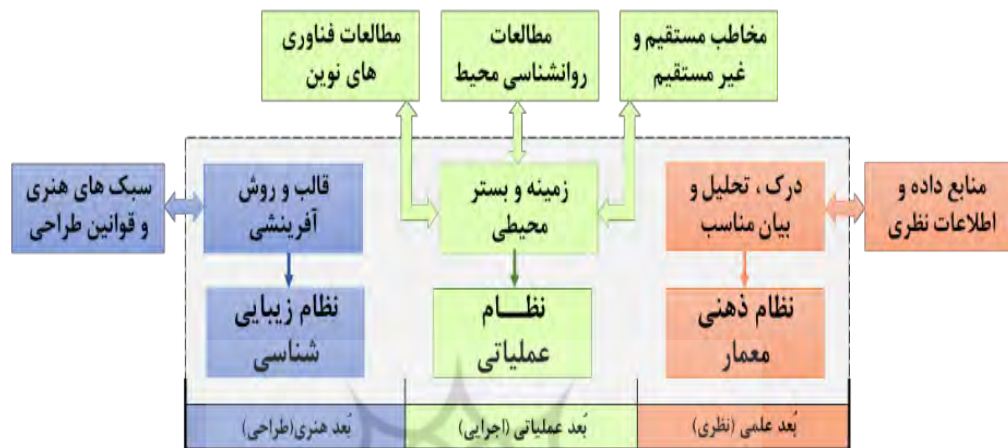 مخاطب مستقیم و
غیر مستقیم
مطالعات
روانشناسی محیط
مطالعات فناوری
های نوین
منابع داده و
اطلاعات نظری
درک ، تحلیل و
بیان مناسب
زمینه و بستر
محیطی
قالب و روش
آفرینشی
سبک های هنری
و قوانین طراحی
نظام ذهنی
معمار
نظـــام
عملیاتی
نظام زیبایی
شناسی
بُعد علمی (نظری)
بُعد عملیاتی (اجرایی)
بُعد هنری(طراحی)